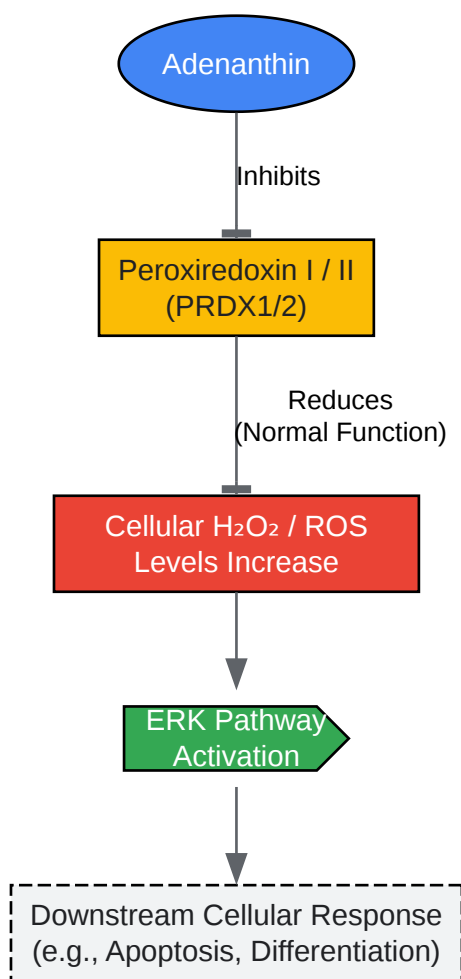 Adenanthin
Inhibits
Peroxiredoxin I / II
(PRDX1/2)
Reduces
(Normal Function)
Cellular H₂O₂ / ROS
Levels Increase
ERK Pathway
Activation
Downstream Cellular Response
(e.g., Apoptosis, Differentiation)